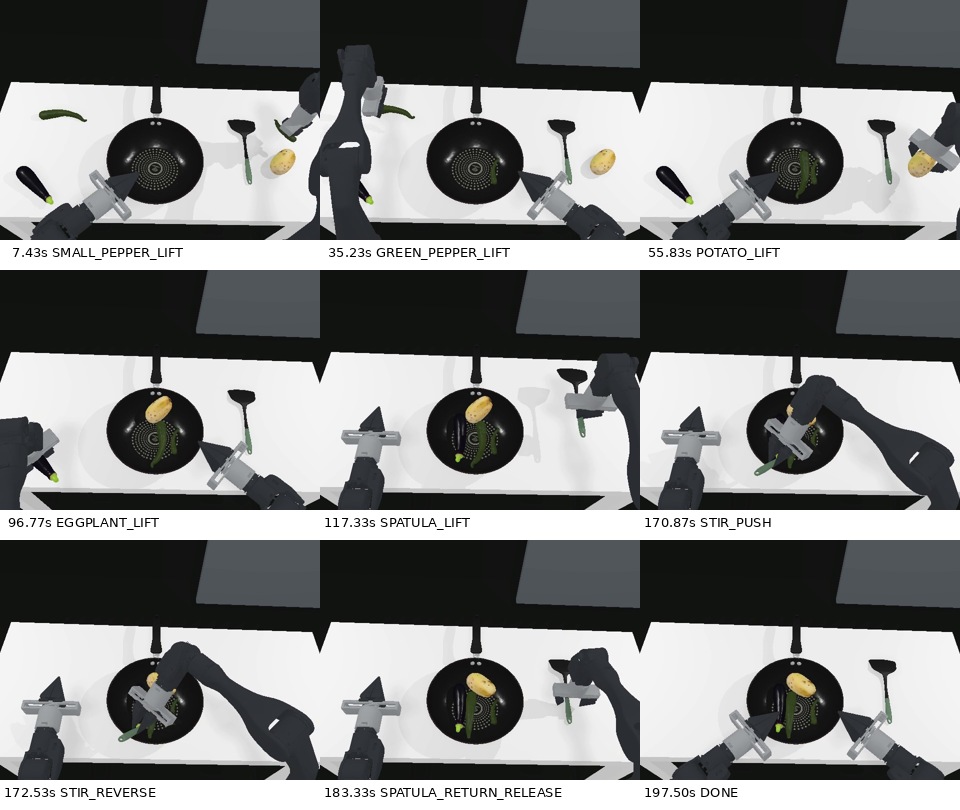 7.43s SMALL_PEPPER_LIFT
35.23s GREEN_PEPPER_LIFT
55.83s POTATO_LIFT
96.77s EGGPLANT_LIFT
117.33s SPATULA_LIFT
170.87s STIR_PUSH
172.53s STIR_REVERSE
183.33s SPATULA_RETURN_RELEASE
197.50s DONE